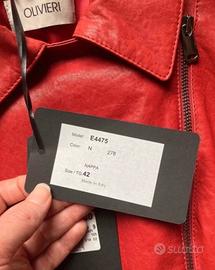 OLIVIERI
Model: E4475
Color: N 278
NAPPA
Size / TG. 42
Made in Italy
subito